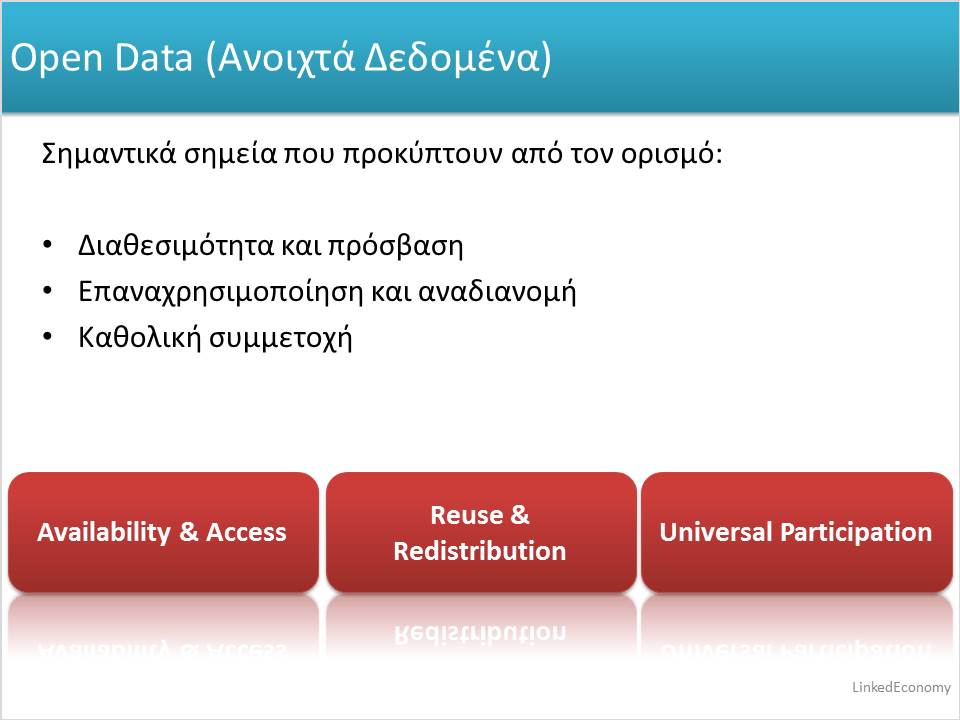 Open Data (Ανοιχτά Δεδομένα)
Σημαντικά σημεία που προκύπτουν από τον ορισμό:
• Διαθεσιμότητα και πρόσβαση
• Επαναχρησιμοποίηση και αναδιανομή
• Καθολική συμμετοχή
Availability & Access
Reuse &
Redistribution
Universal Participation
LinkedEconomy